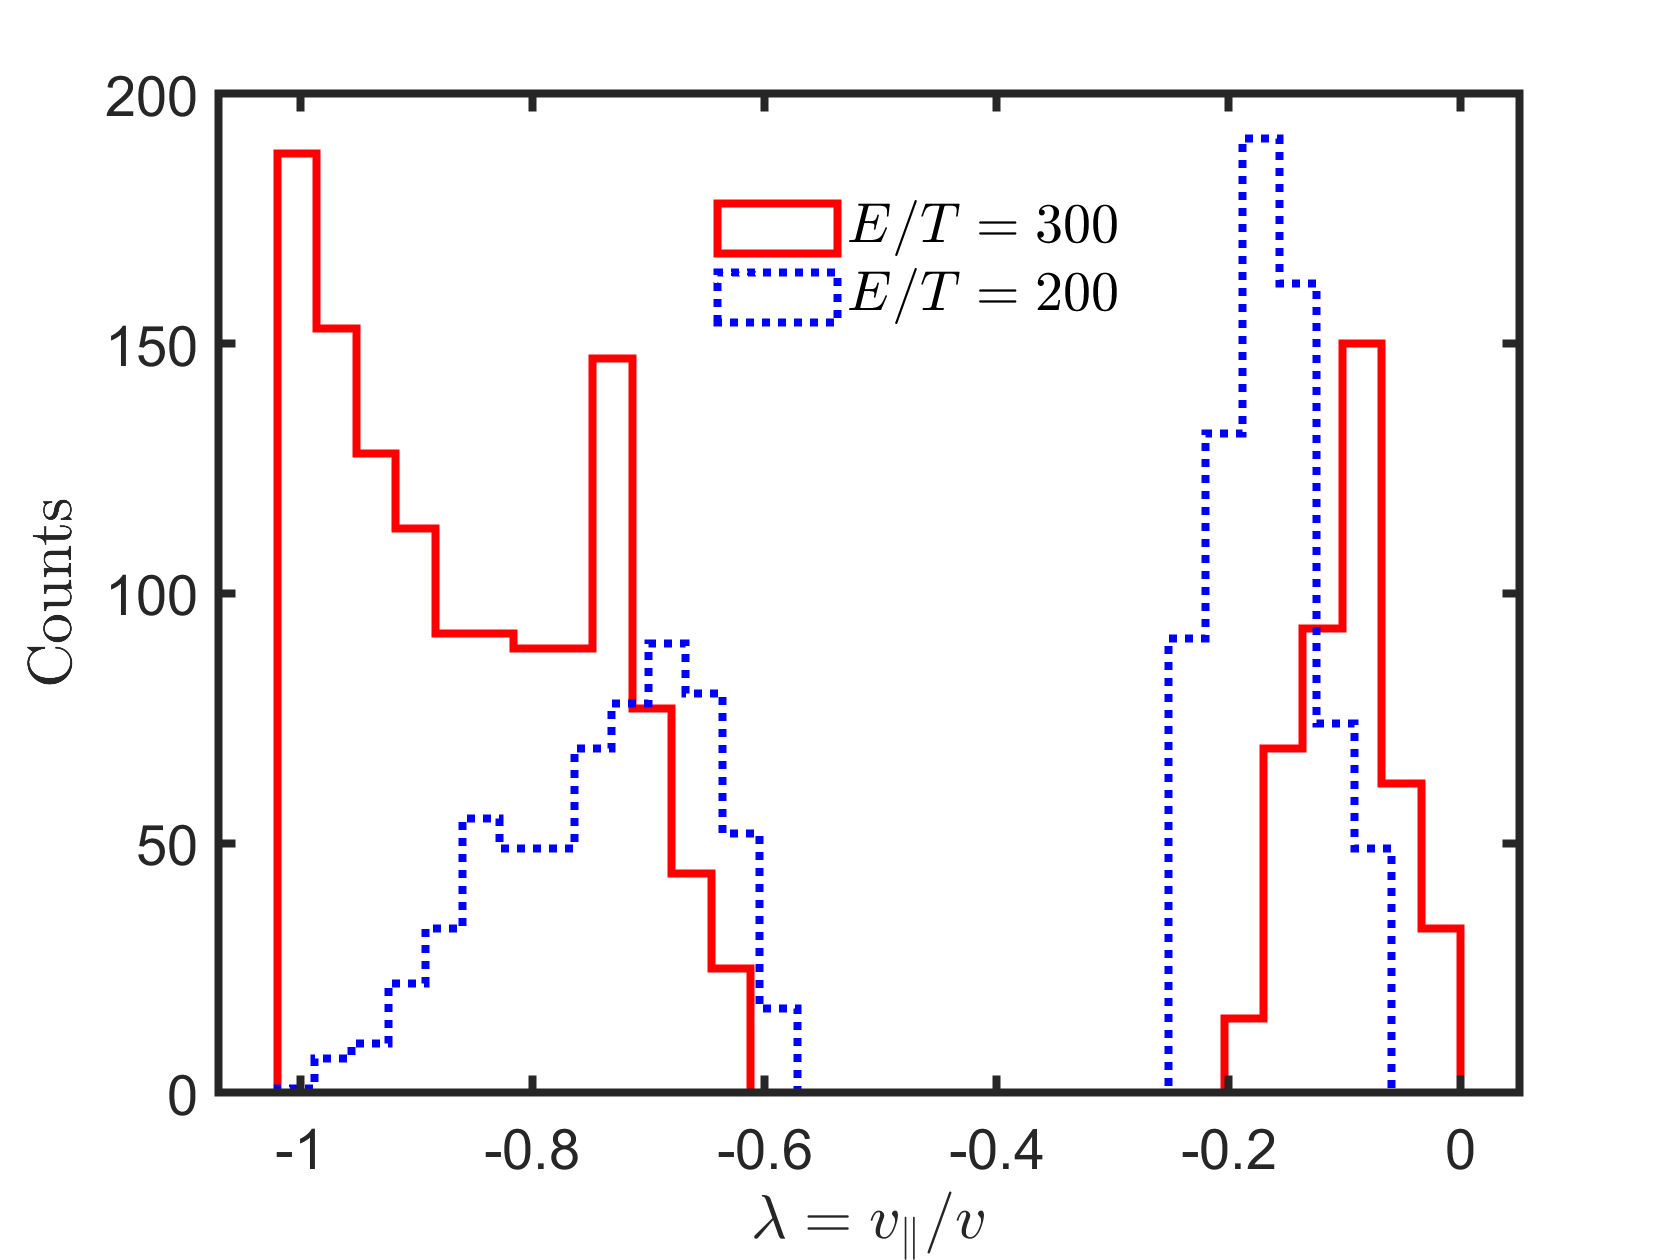 200
150
100
50
0
Counts
E/T = 300
E/T = 200
-1 -0.8 -0.6 -0.4 -0.2 0
λ = v∥/v